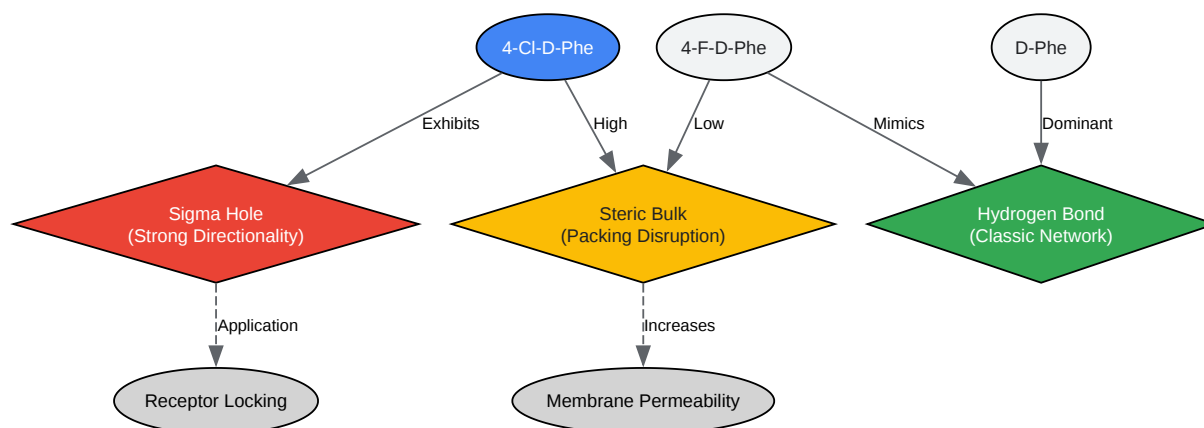 4-Cl-D-Phe
4-F-D-Phe
D-Phe
Exhibits
High
Low
Mimics
Dominant
Sigma Hole
(Strong Directionality)
Steric Bulk
(Packing Disruption)
Hydrogen Bond
(Classic Network)
Application
Increases
Receptor Locking
Membrane Permeability